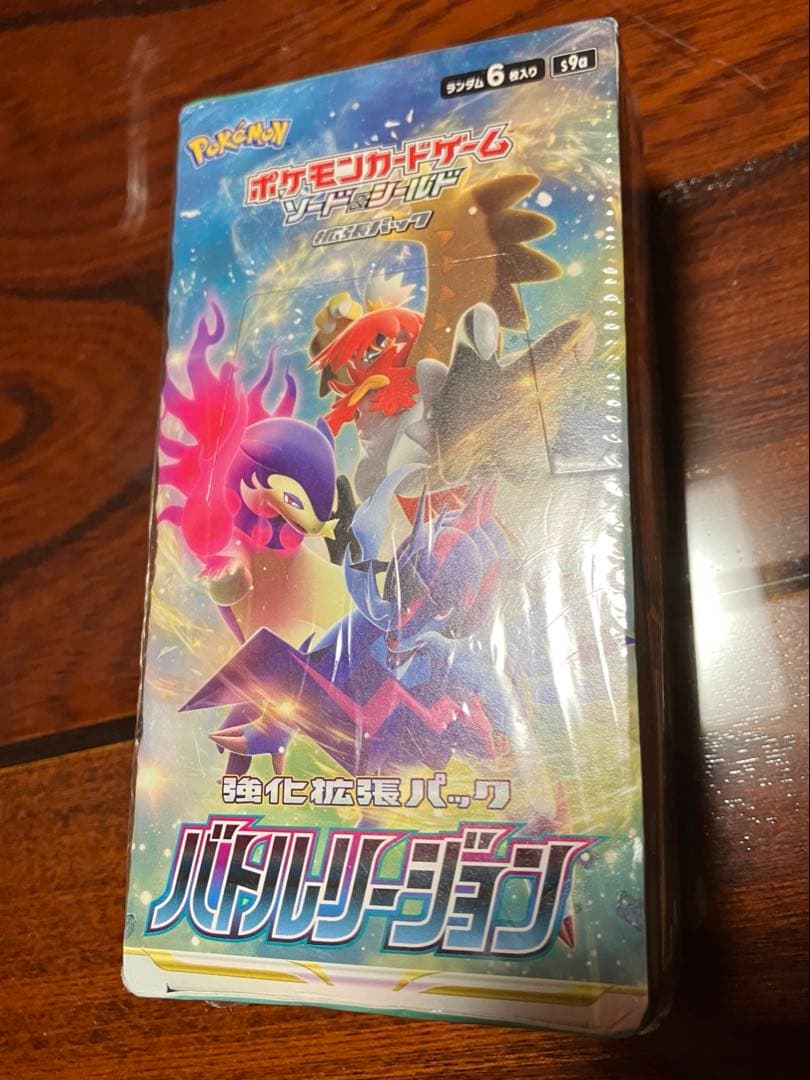 ランダム6枚入り s9a
Pokémon
ポケモンカードゲーム
ソード&シールド
拡張パック
強化拡張パック
バトルリージョン